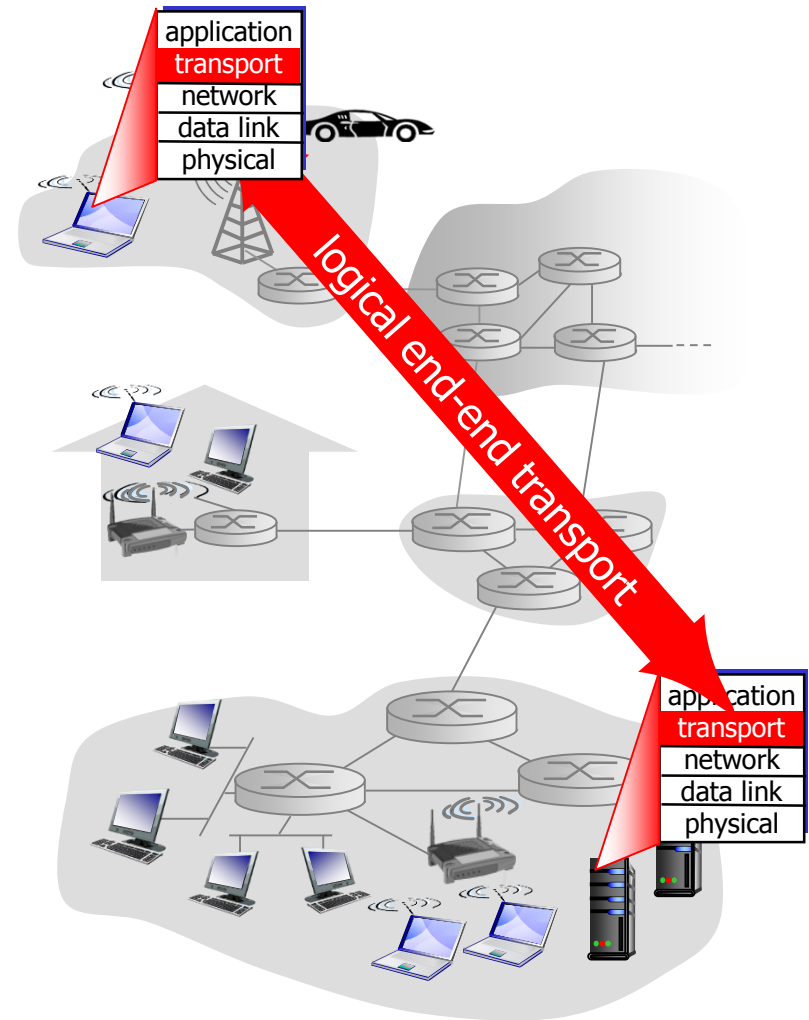 application
transport
network
data link
physical
logical end-end transport
application
transport
network
data link
physical